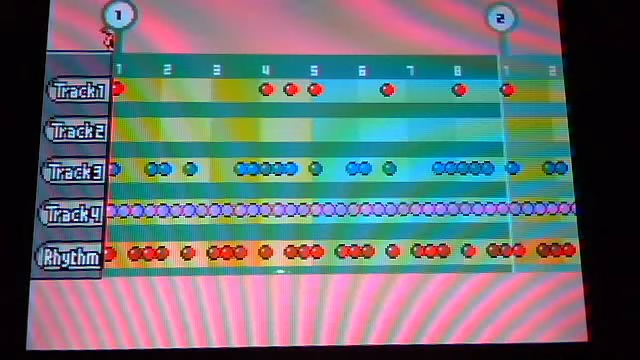 1 2
1 2 3 4 5 6 7 8 1 2
Track1
Track2
Track3
Track4
Rhythm